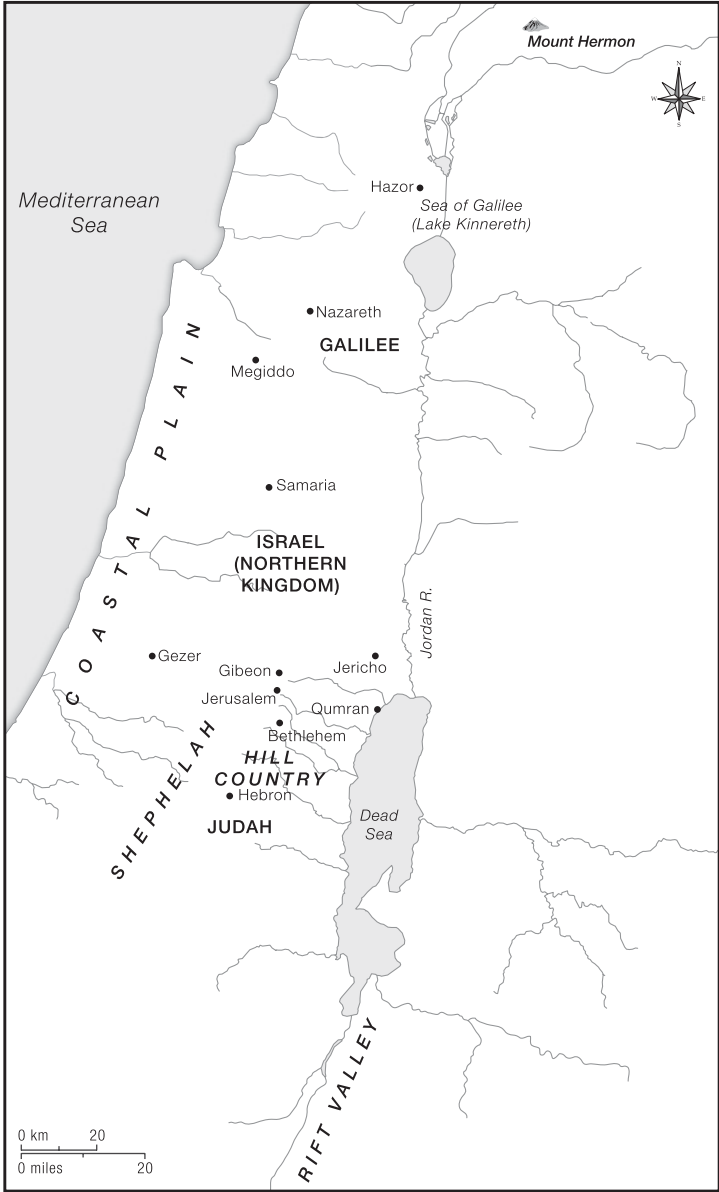 Mount Hermon
N
W
E
S
Mediterranean
Sea
Hazor
Sea of Galilee
(Lake Kinnereth)
Nazareth
GALILEE
Megiddo
COASTAL PLAIN
Samaria
ISRAEL
(NORTHERN
KINGDOM)
Jordan R.
Gezer
Gibeon
Jericho
Jerusalem
Qumran
Bethlehem
SHEPHELAH
HILL
COUNTRY
Hebron
JUDAH
Dead
Sea
RIFT VALLEY
0 km 20
0 miles 20